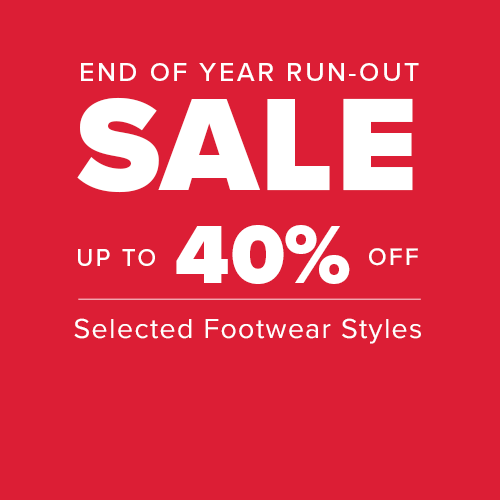 END OF YEAR RUN-OUT
SALE
UP TO 40% OFF
Selected Footwear Styles